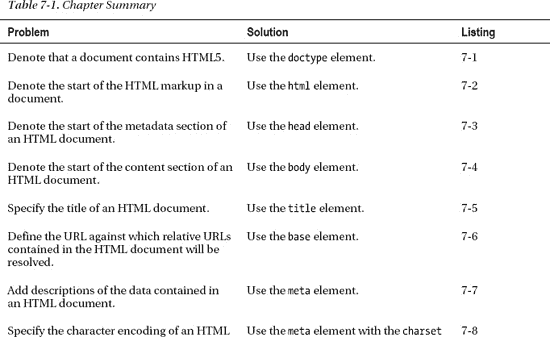 Table 7-1. Chapter Summary
Problem Solution Listing
Denote that a document contains HTML5. Use the doctype element. 7-1
Denote the start of the HTML markup in a Use the html element. 7-2
document.
Denote the start of the metadata section of Use the head element. 7-3
an HTML document.
Denote the start of the content section of an Use the body element. 7-4
HTML document.
Specify the title of an HTML document. Use the title element. 7-5
Define the URL against which relative URLs Use the base element. 7-6
contained in the HTML document will be
resolved.
Add descriptions of the data contained in Use the meta element. 7-7
an HTML document.
Specify the character encoding of an HTML Use the meta element with the charset 7-8